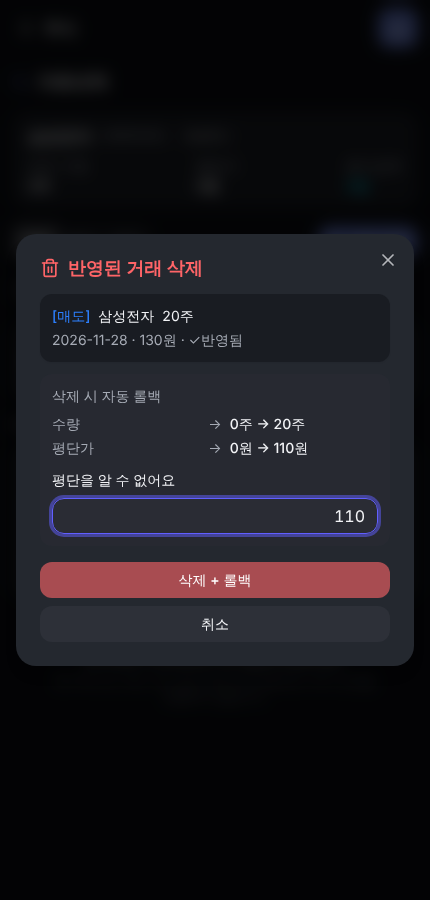 반영된 거래 삭제
[매도] 삼성전자 20주
2026-11-28 · 130원 · ✓반영됨
삭제 시 자동 롤백
수량 → 0주 → 20주
평단가 → 0원 → 110원
평단을 알 수 없어요
110
삭제 + 롤백
취소